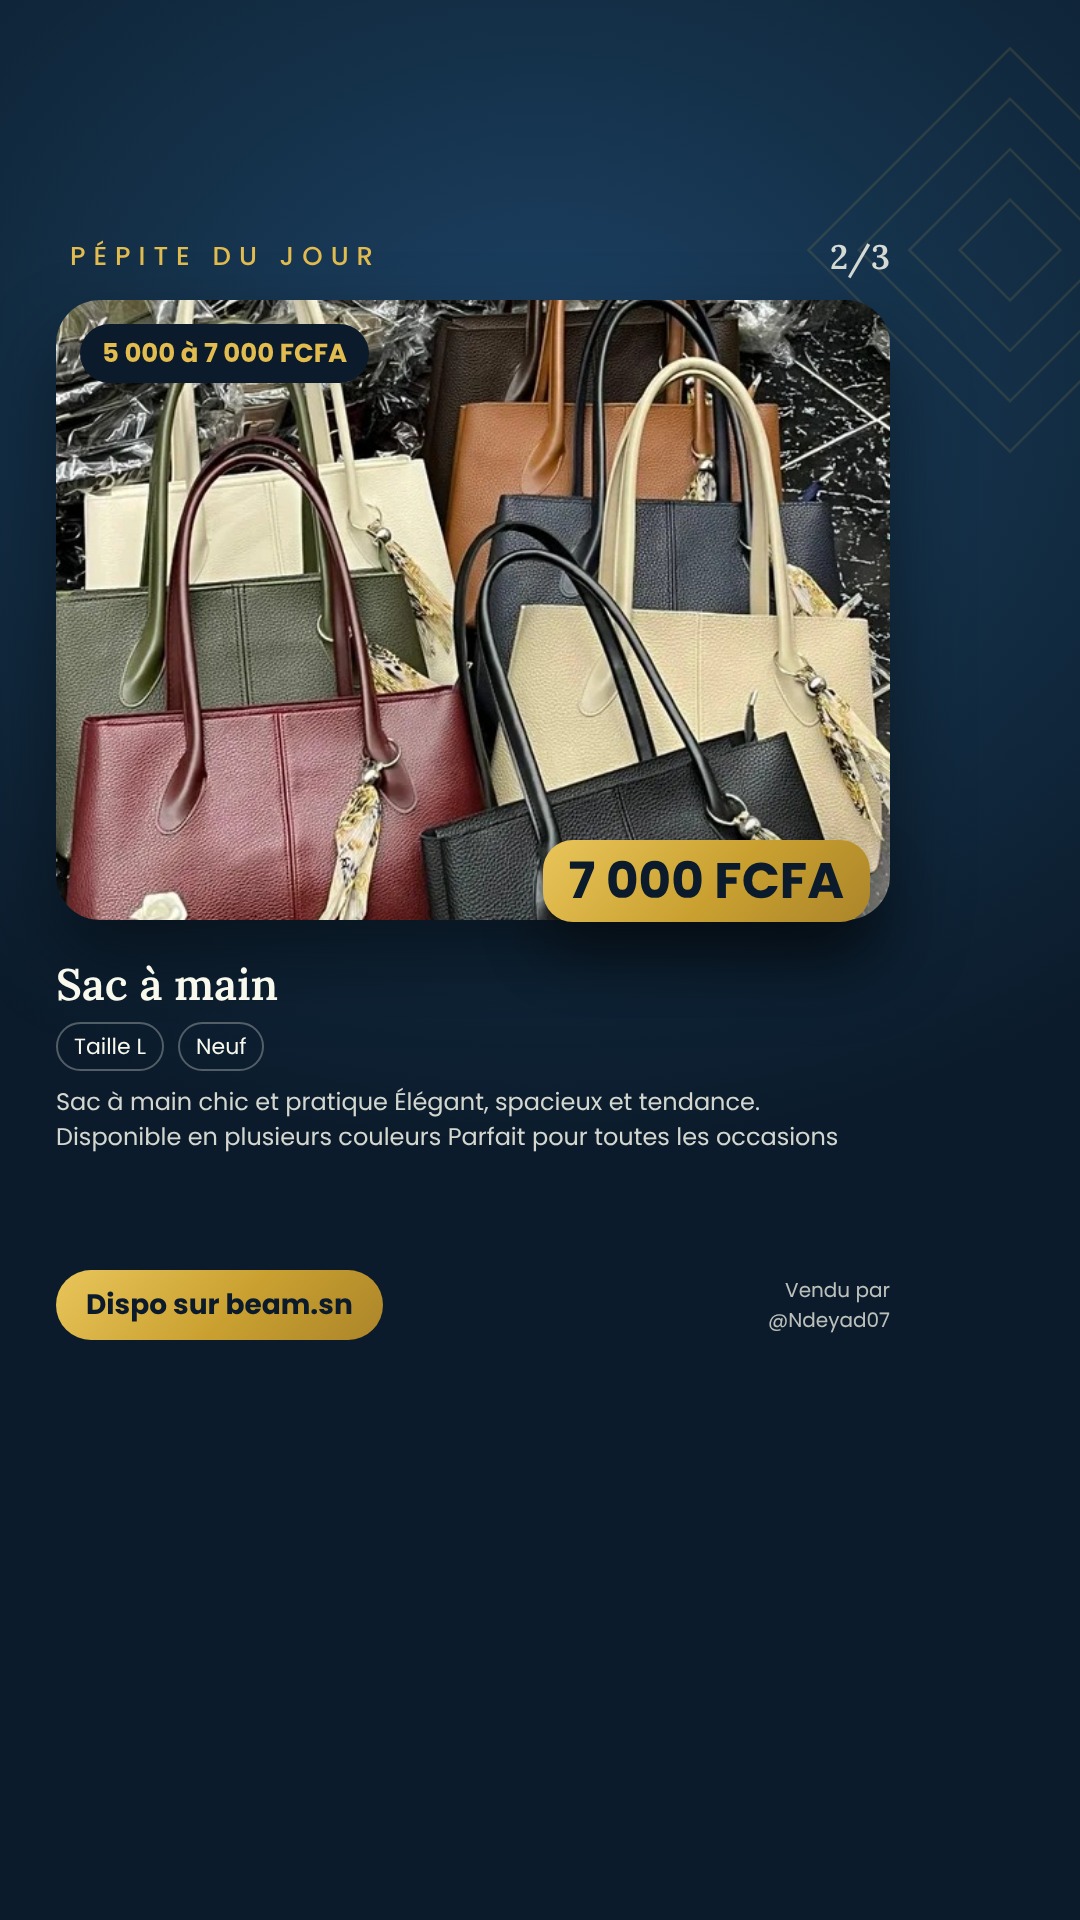 PÉPITE DU JOUR
2/3
5 000 à 7 000 FCFA
7 000 FCFA
Sac à main
Taille L
Neuf
Sac à main chic et pratique Élégant, spacieux et tendance.
Disponible en plusieurs couleurs Parfait pour toutes les occasions
Dispo sur beam.sn
Vendu par
@Ndeyad07